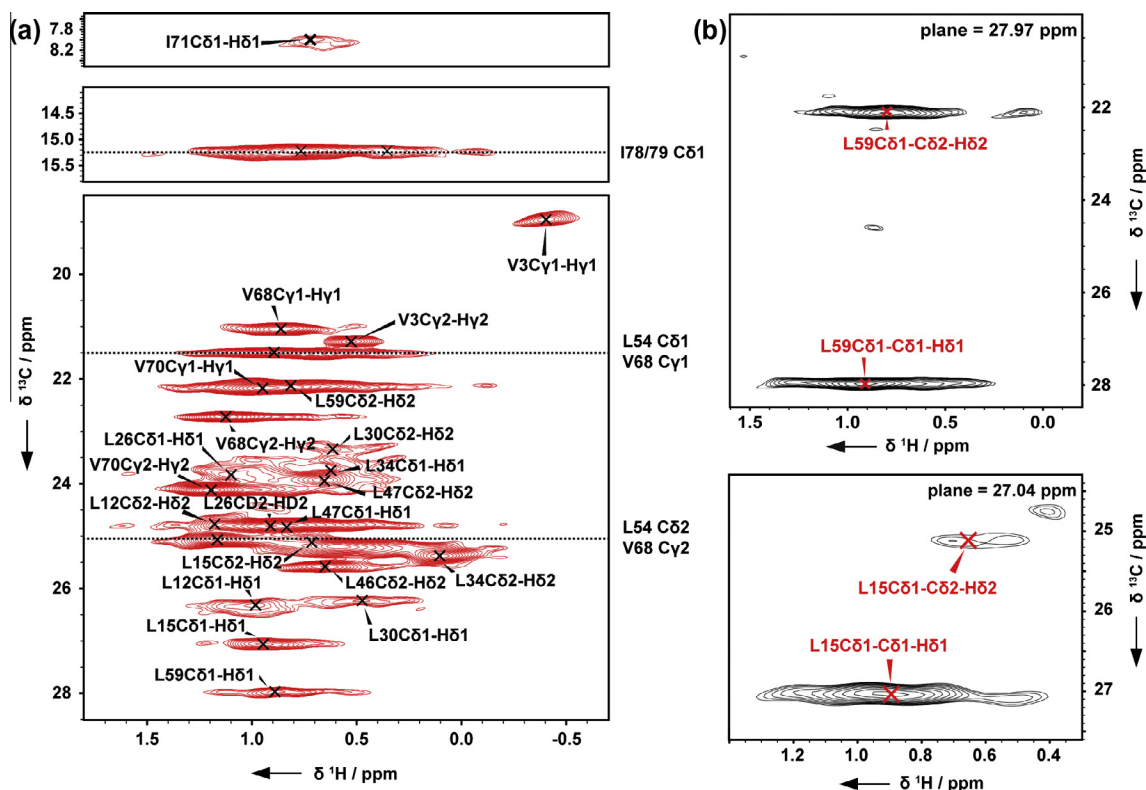 (a)
7.8
8.2
I71Cδ1-Hδ1
14.5
15.0
15.5
I78/79 Cδ1
20
22
24
26
28
δ ¹³C / ppm
V3Cγ1-Hγ1
V68Cγ1-Hγ1
V3Cγ2-Hγ2
L54 Cδ1
V68 Cγ1
V70Cγ1-Hγ1
L59Cδ2-Hδ2
V68Cγ2-Hγ2
L26Cδ1-Hδ1
L30Cδ2-Hδ2
V70Cγ2-Hγ2
L34Cδ1-Hδ1
L12Cδ2-Hδ2
L47Cδ2-Hδ2
L26CD2-HD2
L47Cδ1-Hδ1
L54 Cδ2
V68 Cγ2
L15Cδ2-Hδ2
L12Cδ1-Hδ1
L46Cδ2-Hδ2
L34Cδ2-Hδ2
L15Cδ1-Hδ1
L30Cδ1-Hδ1
L59Cδ1-Hδ1
1.5 1.0 0.5 0.0 -0.5
δ ¹H / ppm
(b)
plane = 27.97 ppm
22
24
26
28
δ ¹³C / ppm
L59Cδ1-Cδ2-Hδ2
L59Cδ1-Cδ1-Hδ1
1.5 1.0 0.5 0.0
δ ¹H / ppm
plane = 27.04 ppm
25
26
27
δ ¹³C / ppm
L15Cδ1-Cδ2-Hδ2
L15Cδ1-Cδ1-Hδ1
1.2 1.0 0.8 0.6 0.4
δ ¹H / ppm